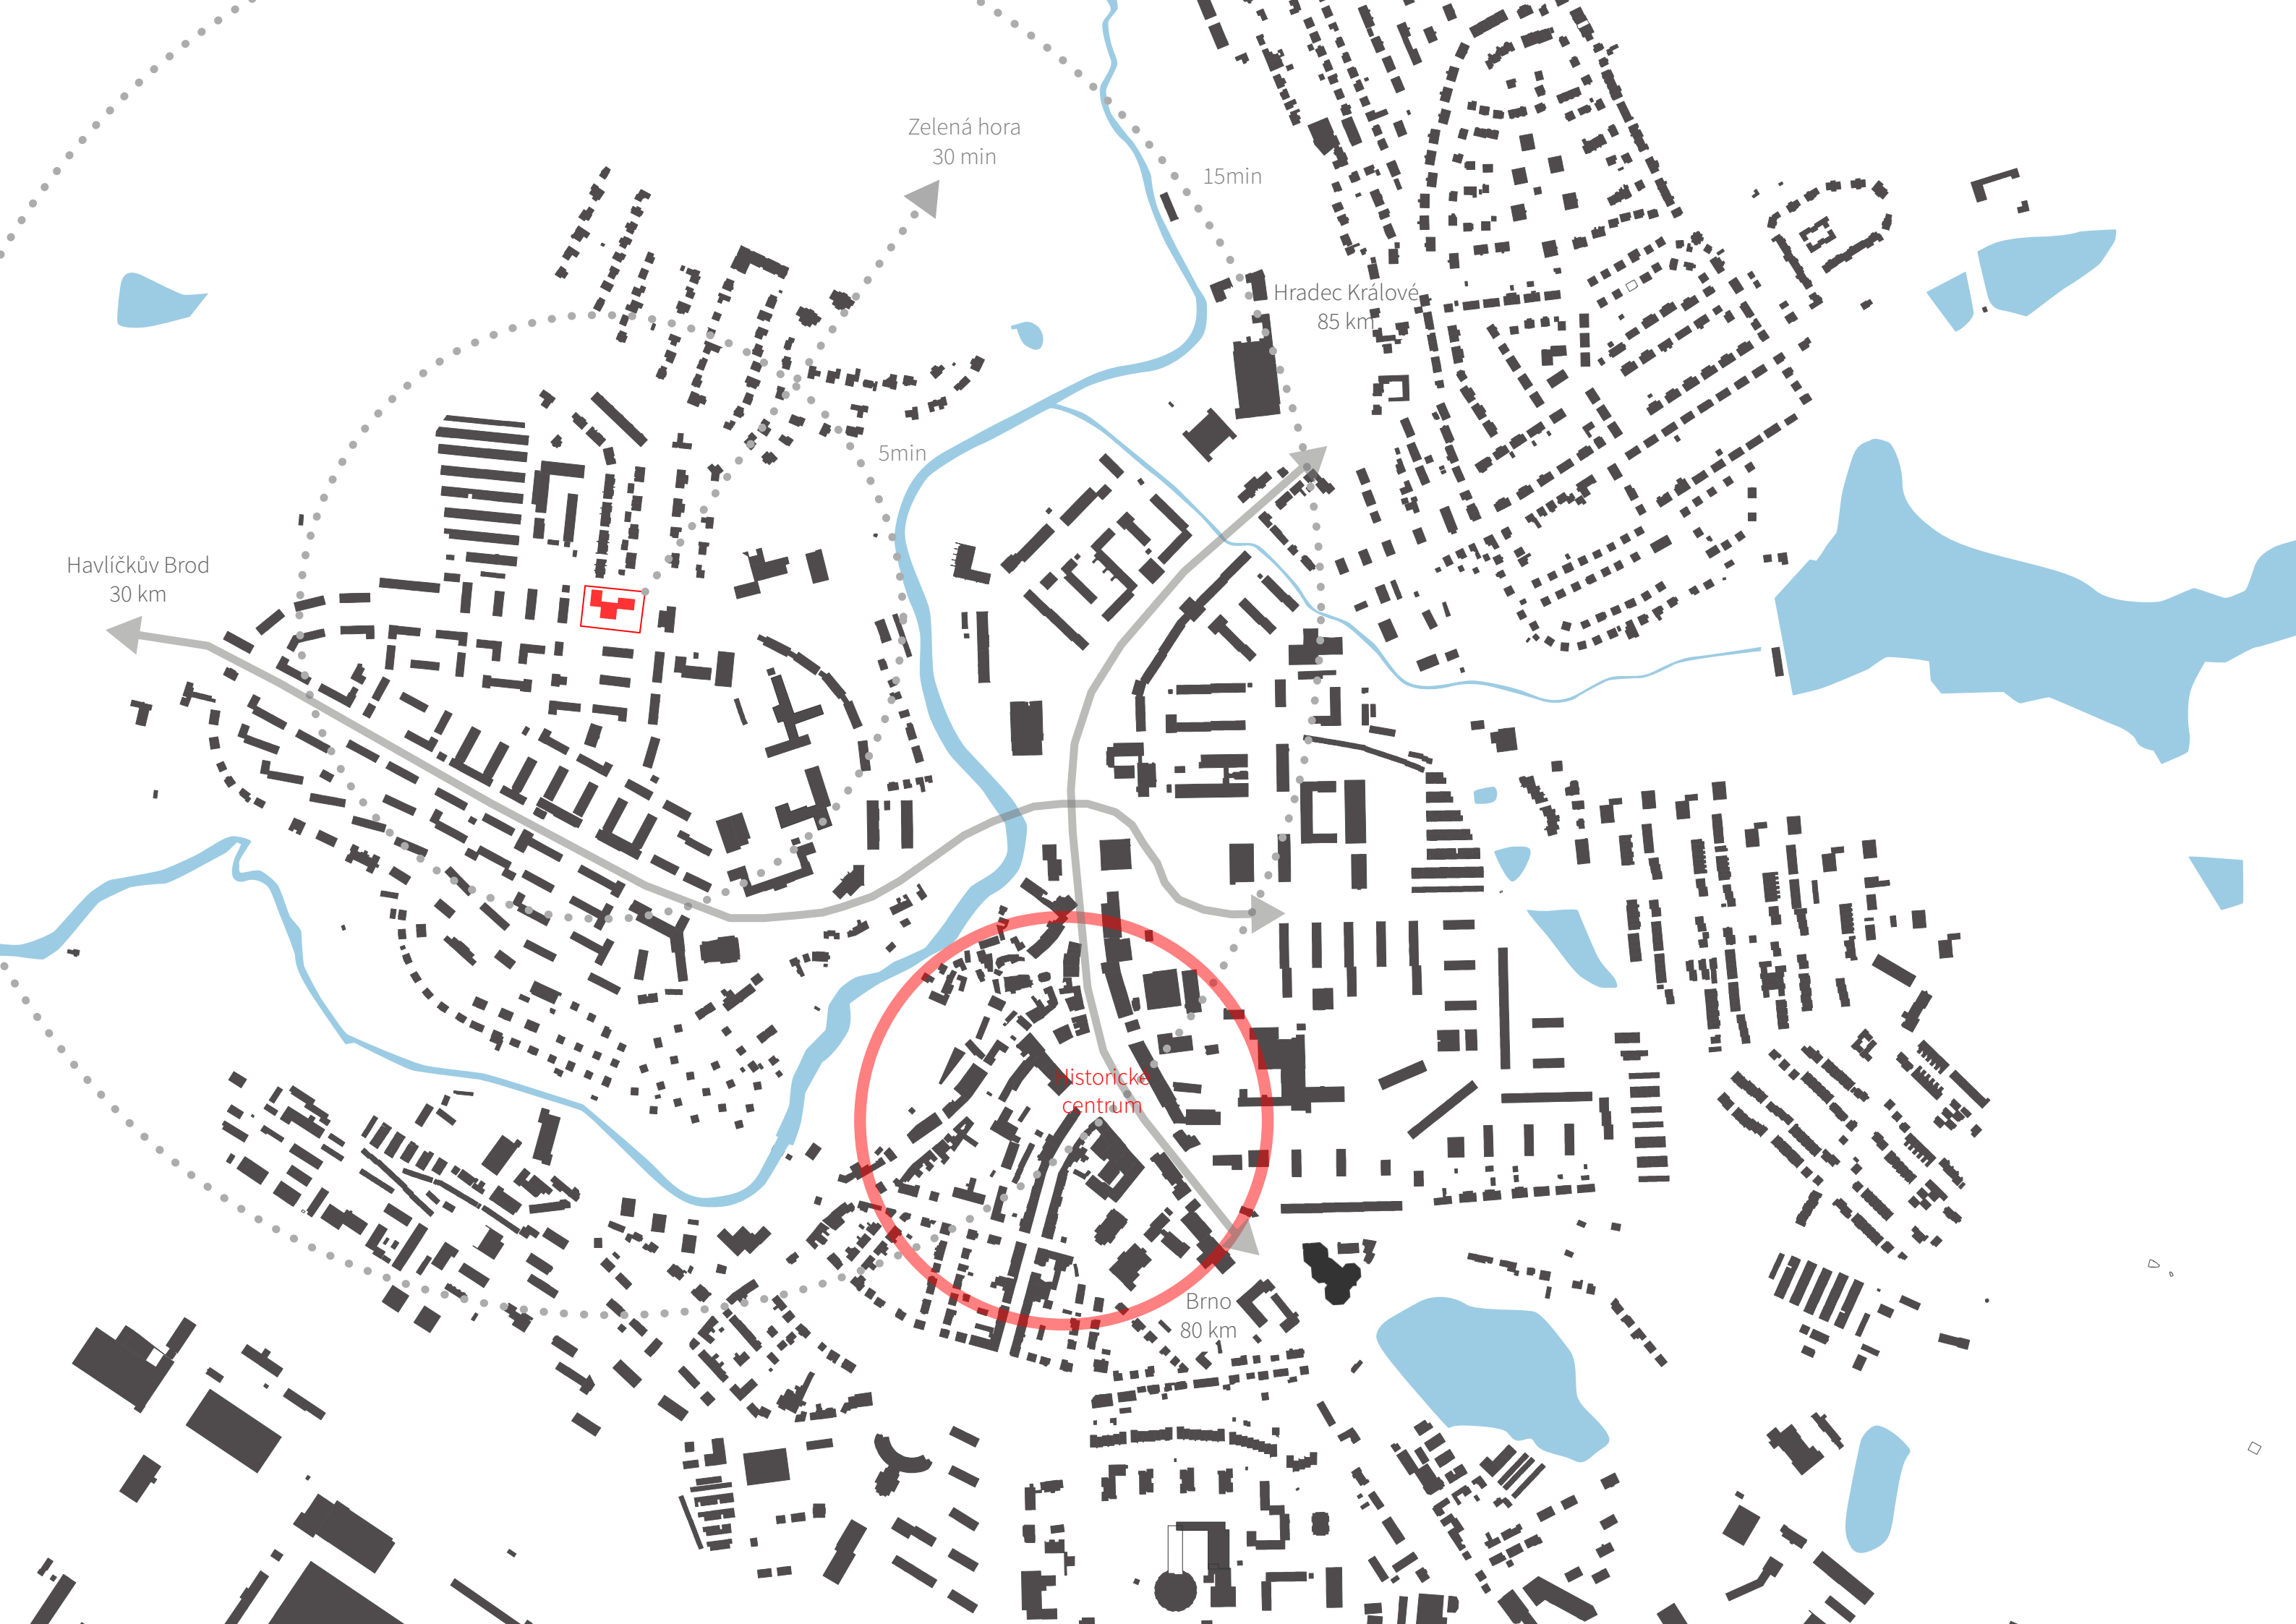 Zelená hora
30 min
15min
Hradec Králové
85 km
5min
Havlíčkův Brod
30 km
Historické
centrum
Brno
80 km